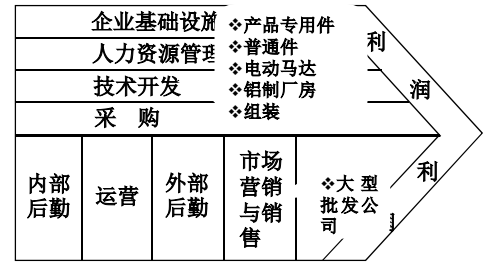 企业基础设施
人力资源管理
技术开发
采 购
❖产品专用件
❖普通件
❖电动马达
❖铝制厂房
❖组装
利
润
内部
后勤
运营
外部
后勤
市场
营销
与销
售
❖大 型
批发公
司
利